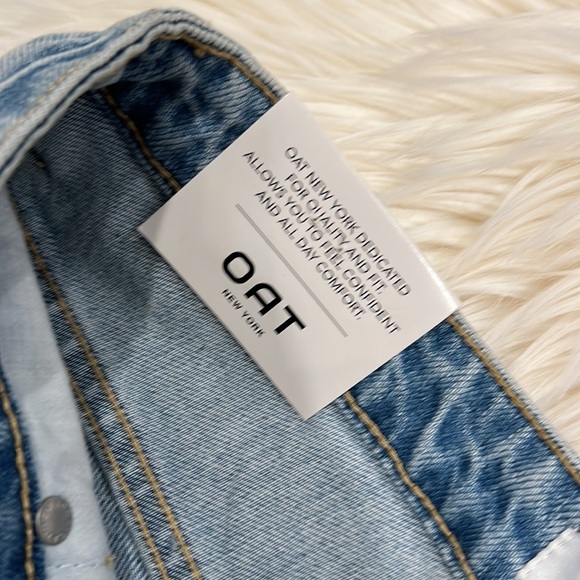 OAT NEW YORK DEDICATED
FOR QUALITY AND FIT,
ALLOWS YOU TO FEEL CONFIDENT
AND ALL DAY COMFORT.
OAT
NEW YORK